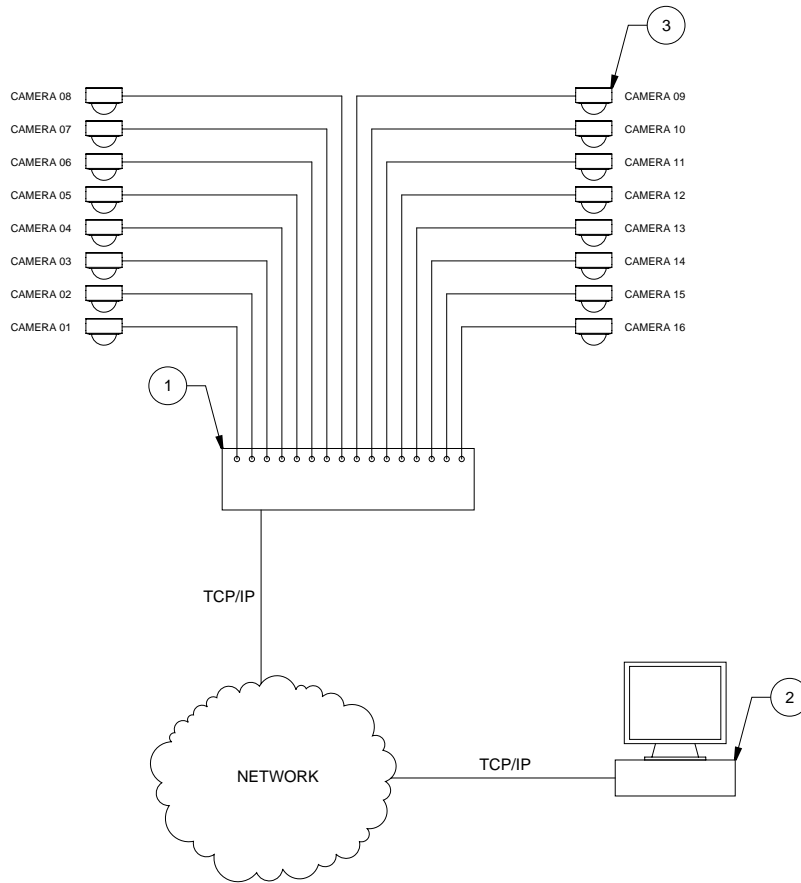 3
CAMERA 08
CAMERA 09
CAMERA 07
CAMERA 10
CAMERA 06
CAMERA 11
CAMERA 05
CAMERA 12
CAMERA 04
CAMERA 13
CAMERA 03
CAMERA 14
CAMERA 02
CAMERA 15
CAMERA 01
CAMERA 16
1
TCP/IP
2
TCP/IP
NETWORK